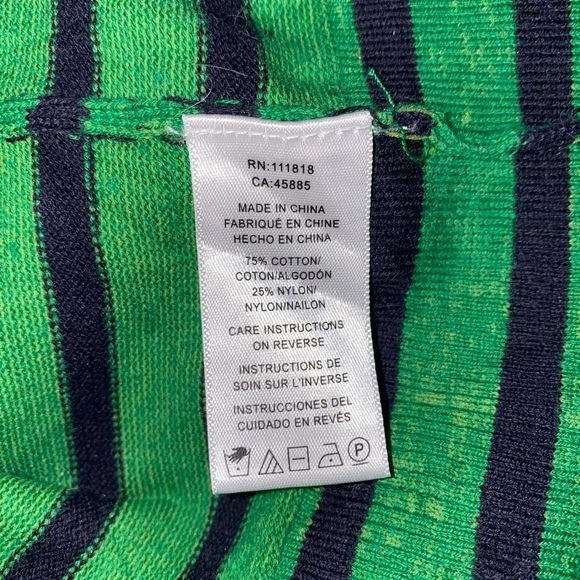 RN:111818
CA:45885
MADE IN CHINA
FABRIQUÉ EN CHINE
HECHO EN CHINA
75% COTTON/
COTON/ALGODÓN
25% NYLON/
NYLON/NAILON
CARE INSTRUCTIONS
ON REVERSE
INSTRUCTIONS DE
SOIN SUR L'INVERSE
INSTRUCCIONES DEL
CUIDADO EN REVÉS
P